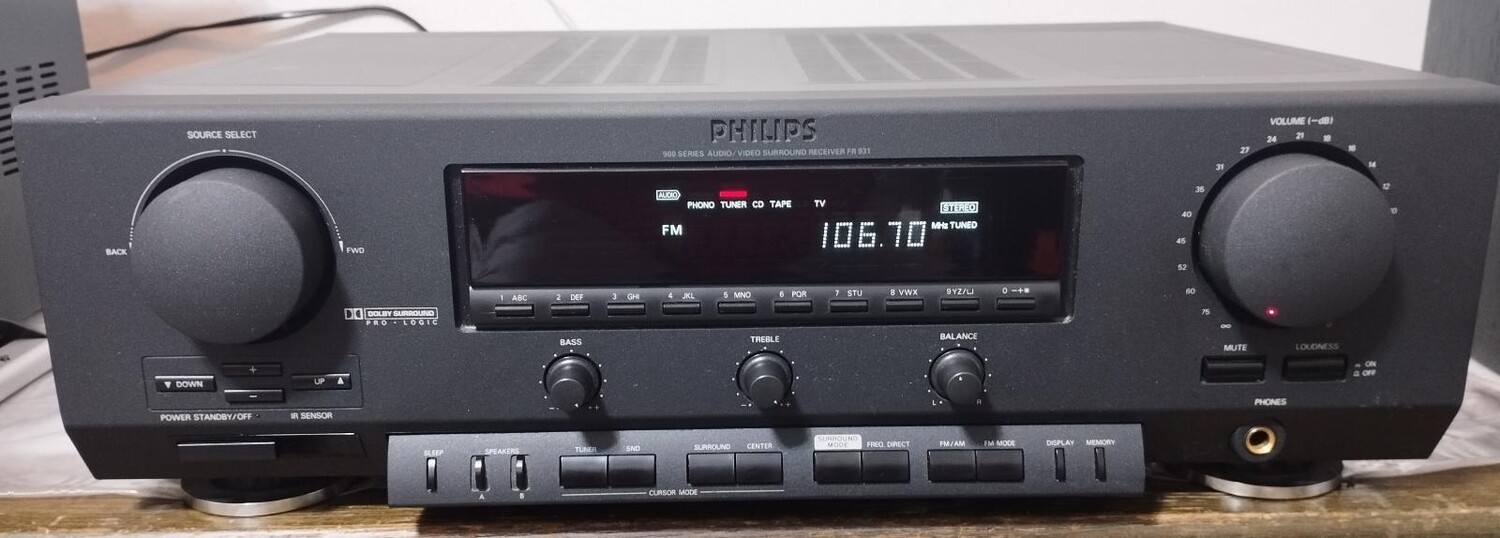 SOURCE SELECT
BACK
FWD
PHILIPS
900 SERIES AUDIO/VIDEO SURROUND RECEIVER FR 931
VOLUME (−dB)
24 21 18
27 16
31 14
35 12
40 10
45
52
60
75
∞
AUDIO
PHONO TUNER CD TAPE TV
STEREO
FM 106.70 MHz TUNED
1 ABC 2 DEF 3 GHI 4 JKL 5 MNO 6 PQR 7 STU 8 VWX 9 YZ/⌴ 0 −+*
DOLBY SURROUND
PRO · LOGIC
BASS TREBLE BALANCE
− + − + L R
▼ DOWN + − UP ▲
POWER STANDBY/OFF IR SENSOR
MUTE LOUDNESS
ON
OFF
PHONES
SLEEP SPEAKERS TUNER SND SURROUND CENTER SURROUND MODE FREQ. DIRECT FM/AM FM MODE DISPLAY MEMORY
A B
CURSOR MODE